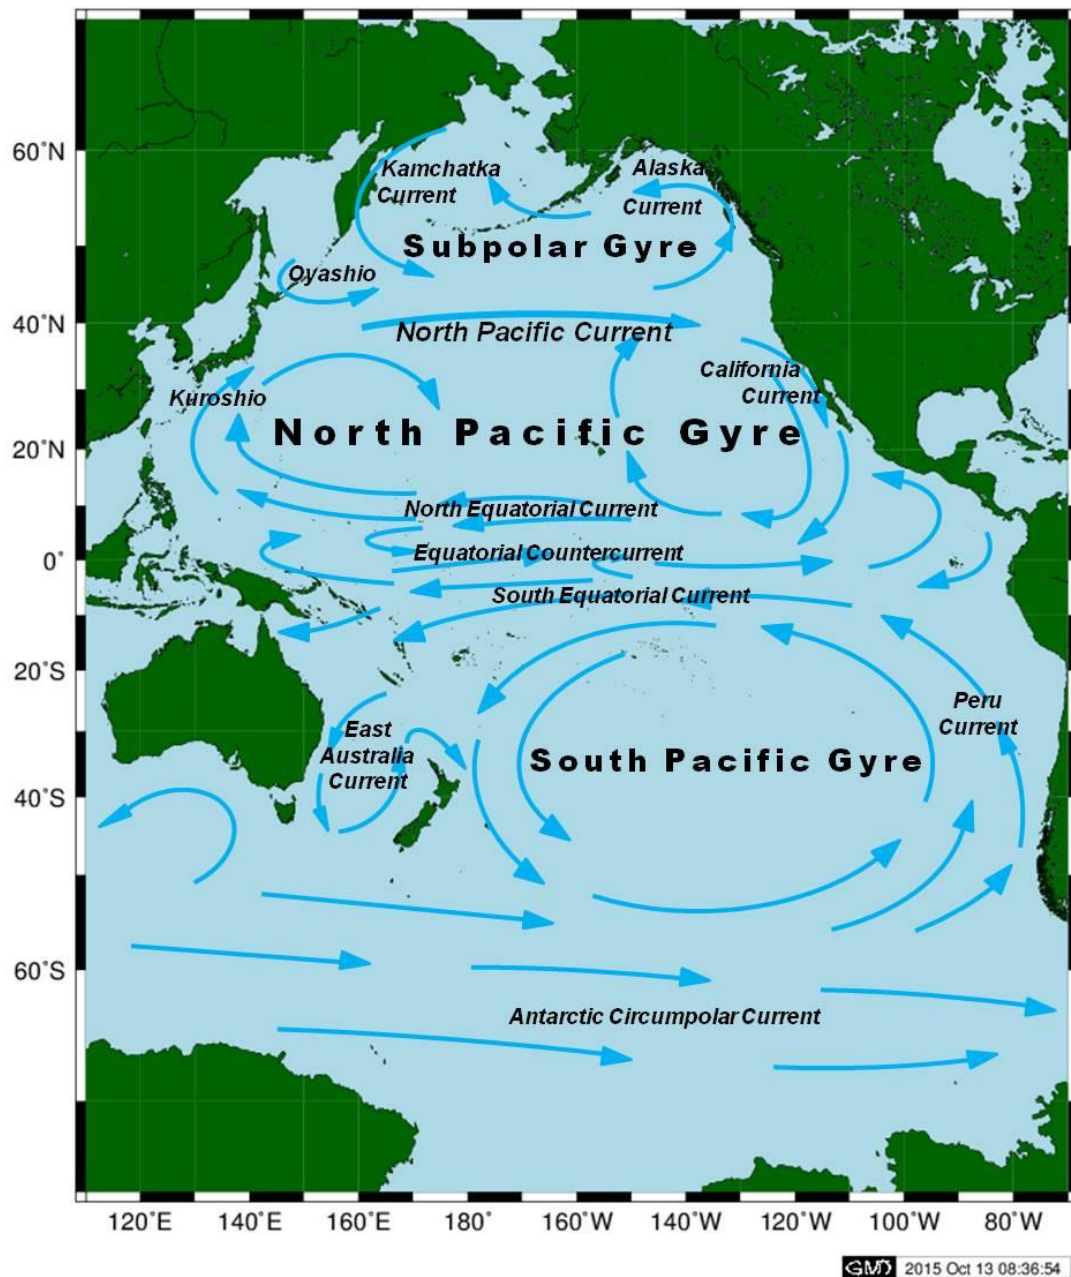 60°N
Kamchatka
Current
Alaska
Current
Subpolar Gyre
Oyashio
40°N
North Pacific Current
California
Current
Kuroshio
North Pacific Gyre
20°N
North Equatorial Current
Equatorial Countercurrent
0°
South Equatorial Current
20°S
Peru
Current
East
Australia
Current
South Pacific Gyre
40°S
60°S
Antarctic Circumpolar Current
120°E 140°E 160°E 180° 160°W 140°W 120°W 100°W 80°W
GMD 2015 Oct 13 08:36:54